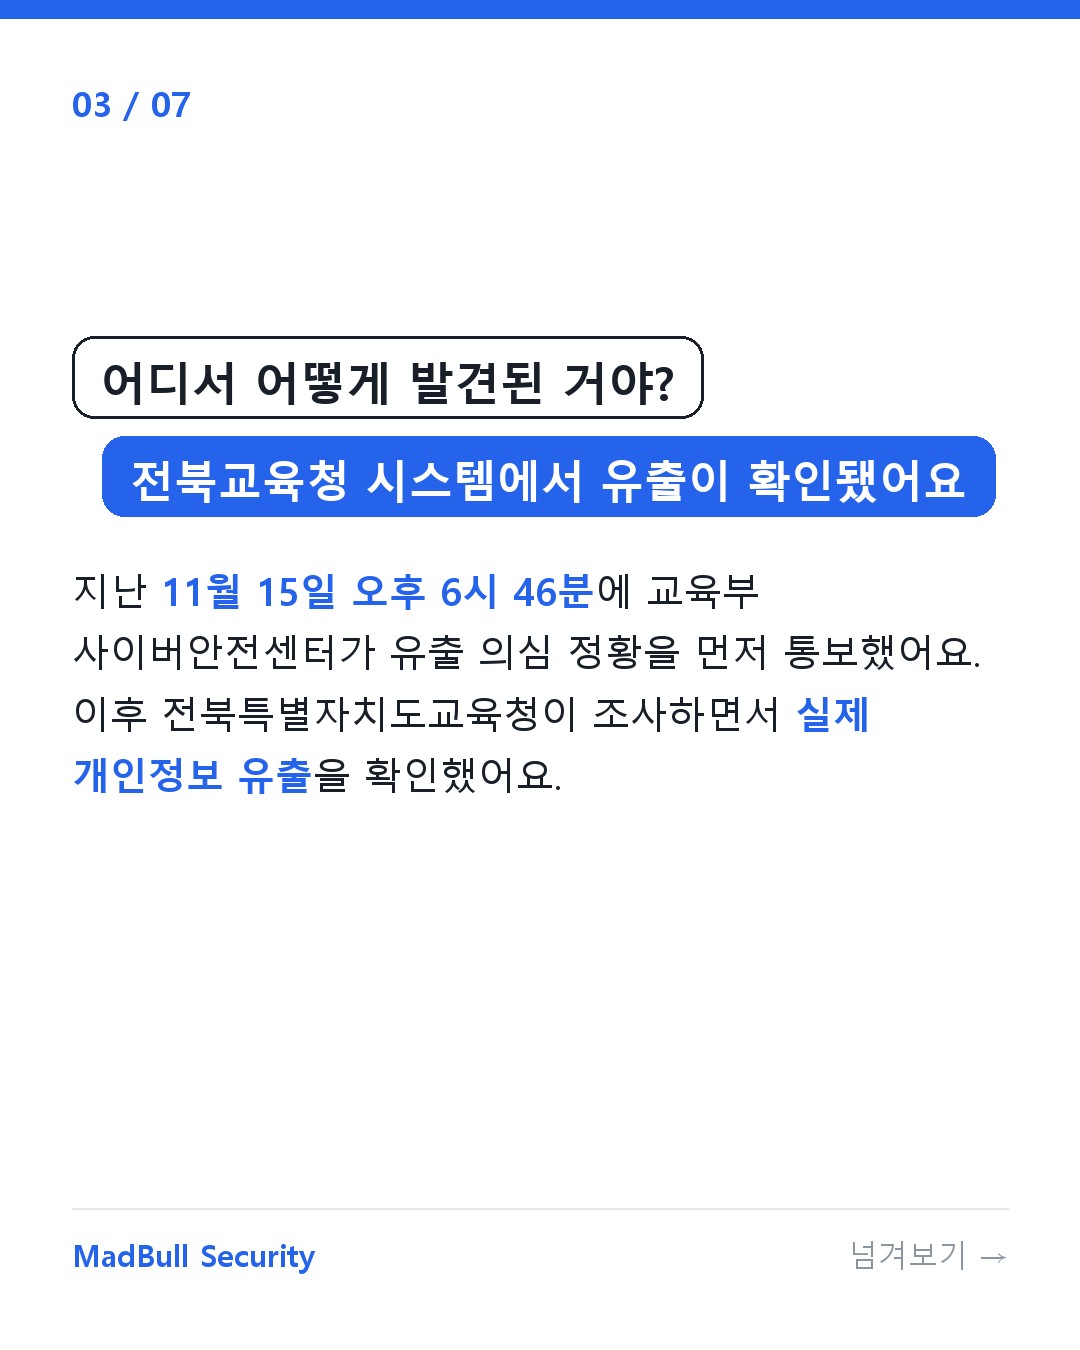 03 / 07
어디서 어떻게 발견된 거야?
전북교육청 시스템에서 유출이 확인됐어요
지난 11월 15일 오후 6시 46분에 교육부
사이버안전센터가 유출 의심 정황을 먼저 통보했어요.
이후 전북특별자치도교육청이 조사하면서 실제
개인정보 유출을 확인했어요.
MadBull Security
넘겨보기 →